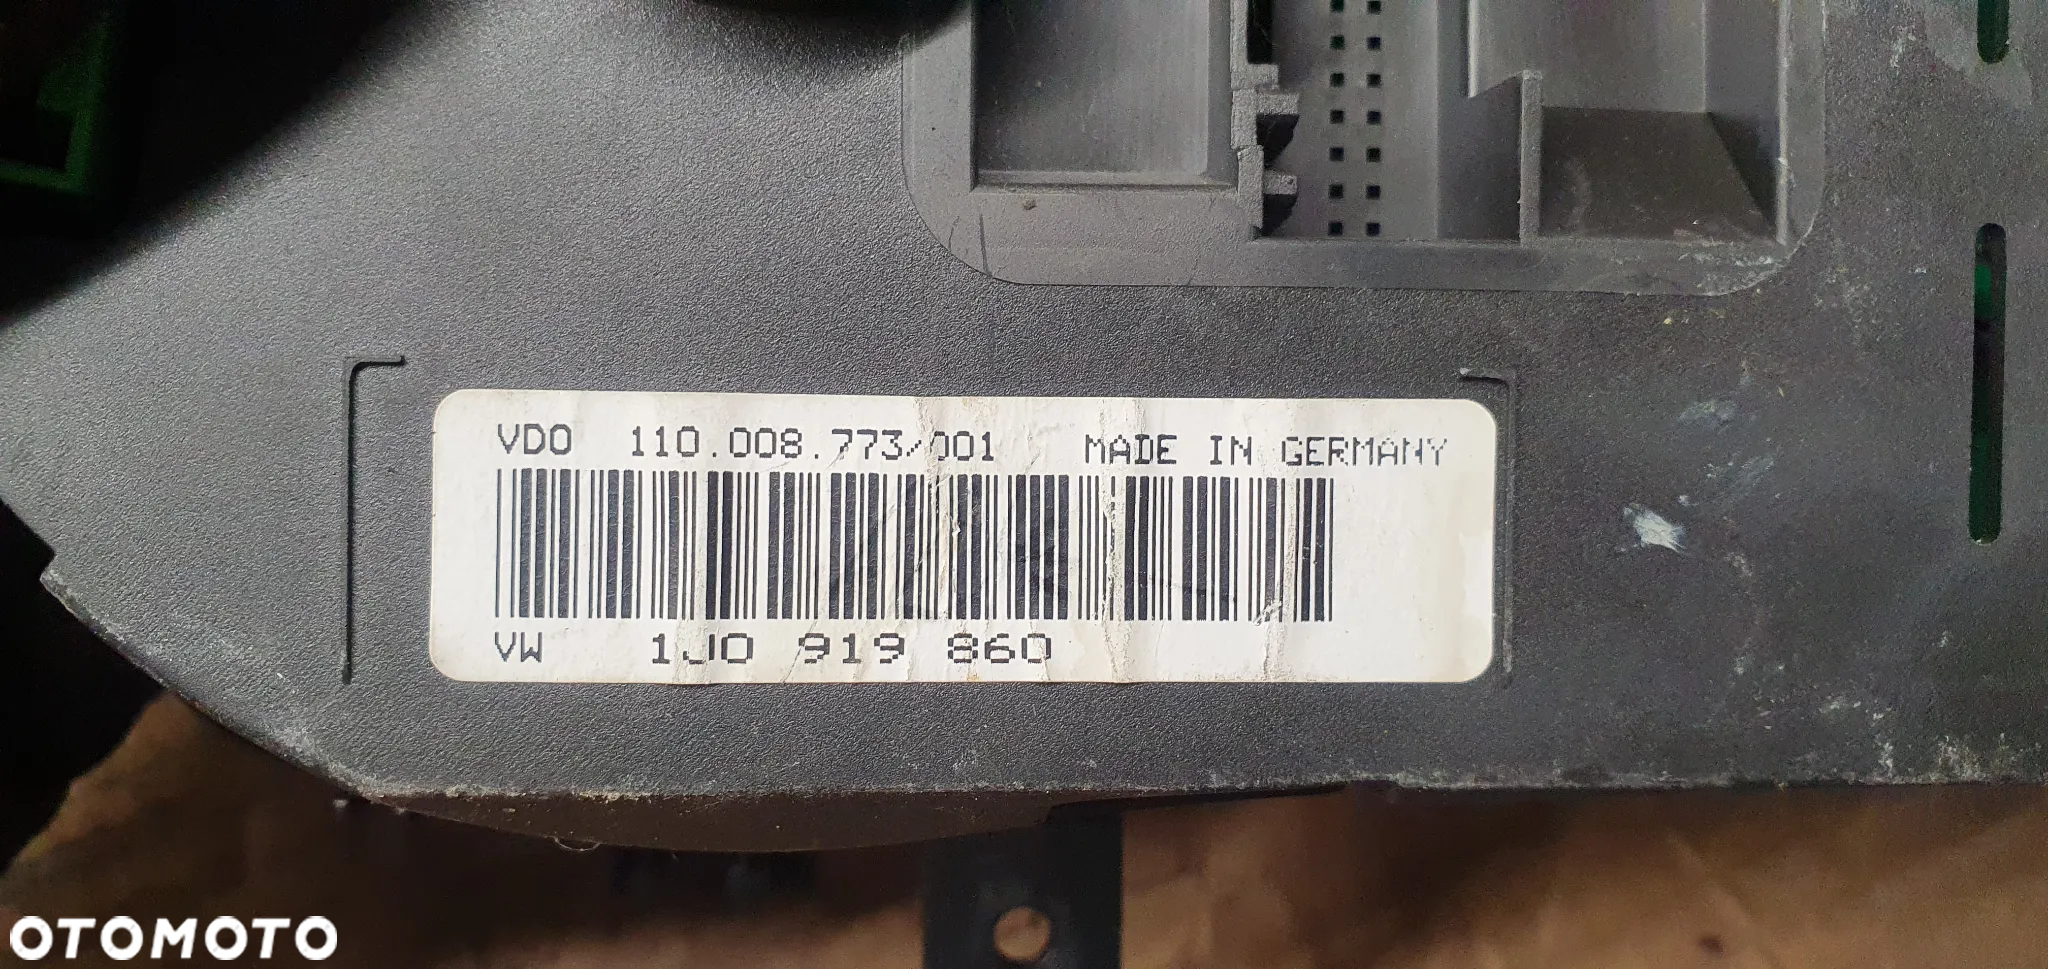 VDO 110.008.773/001 MADE IN GERMANY
VW 1J0 919 860
OTOMOTO